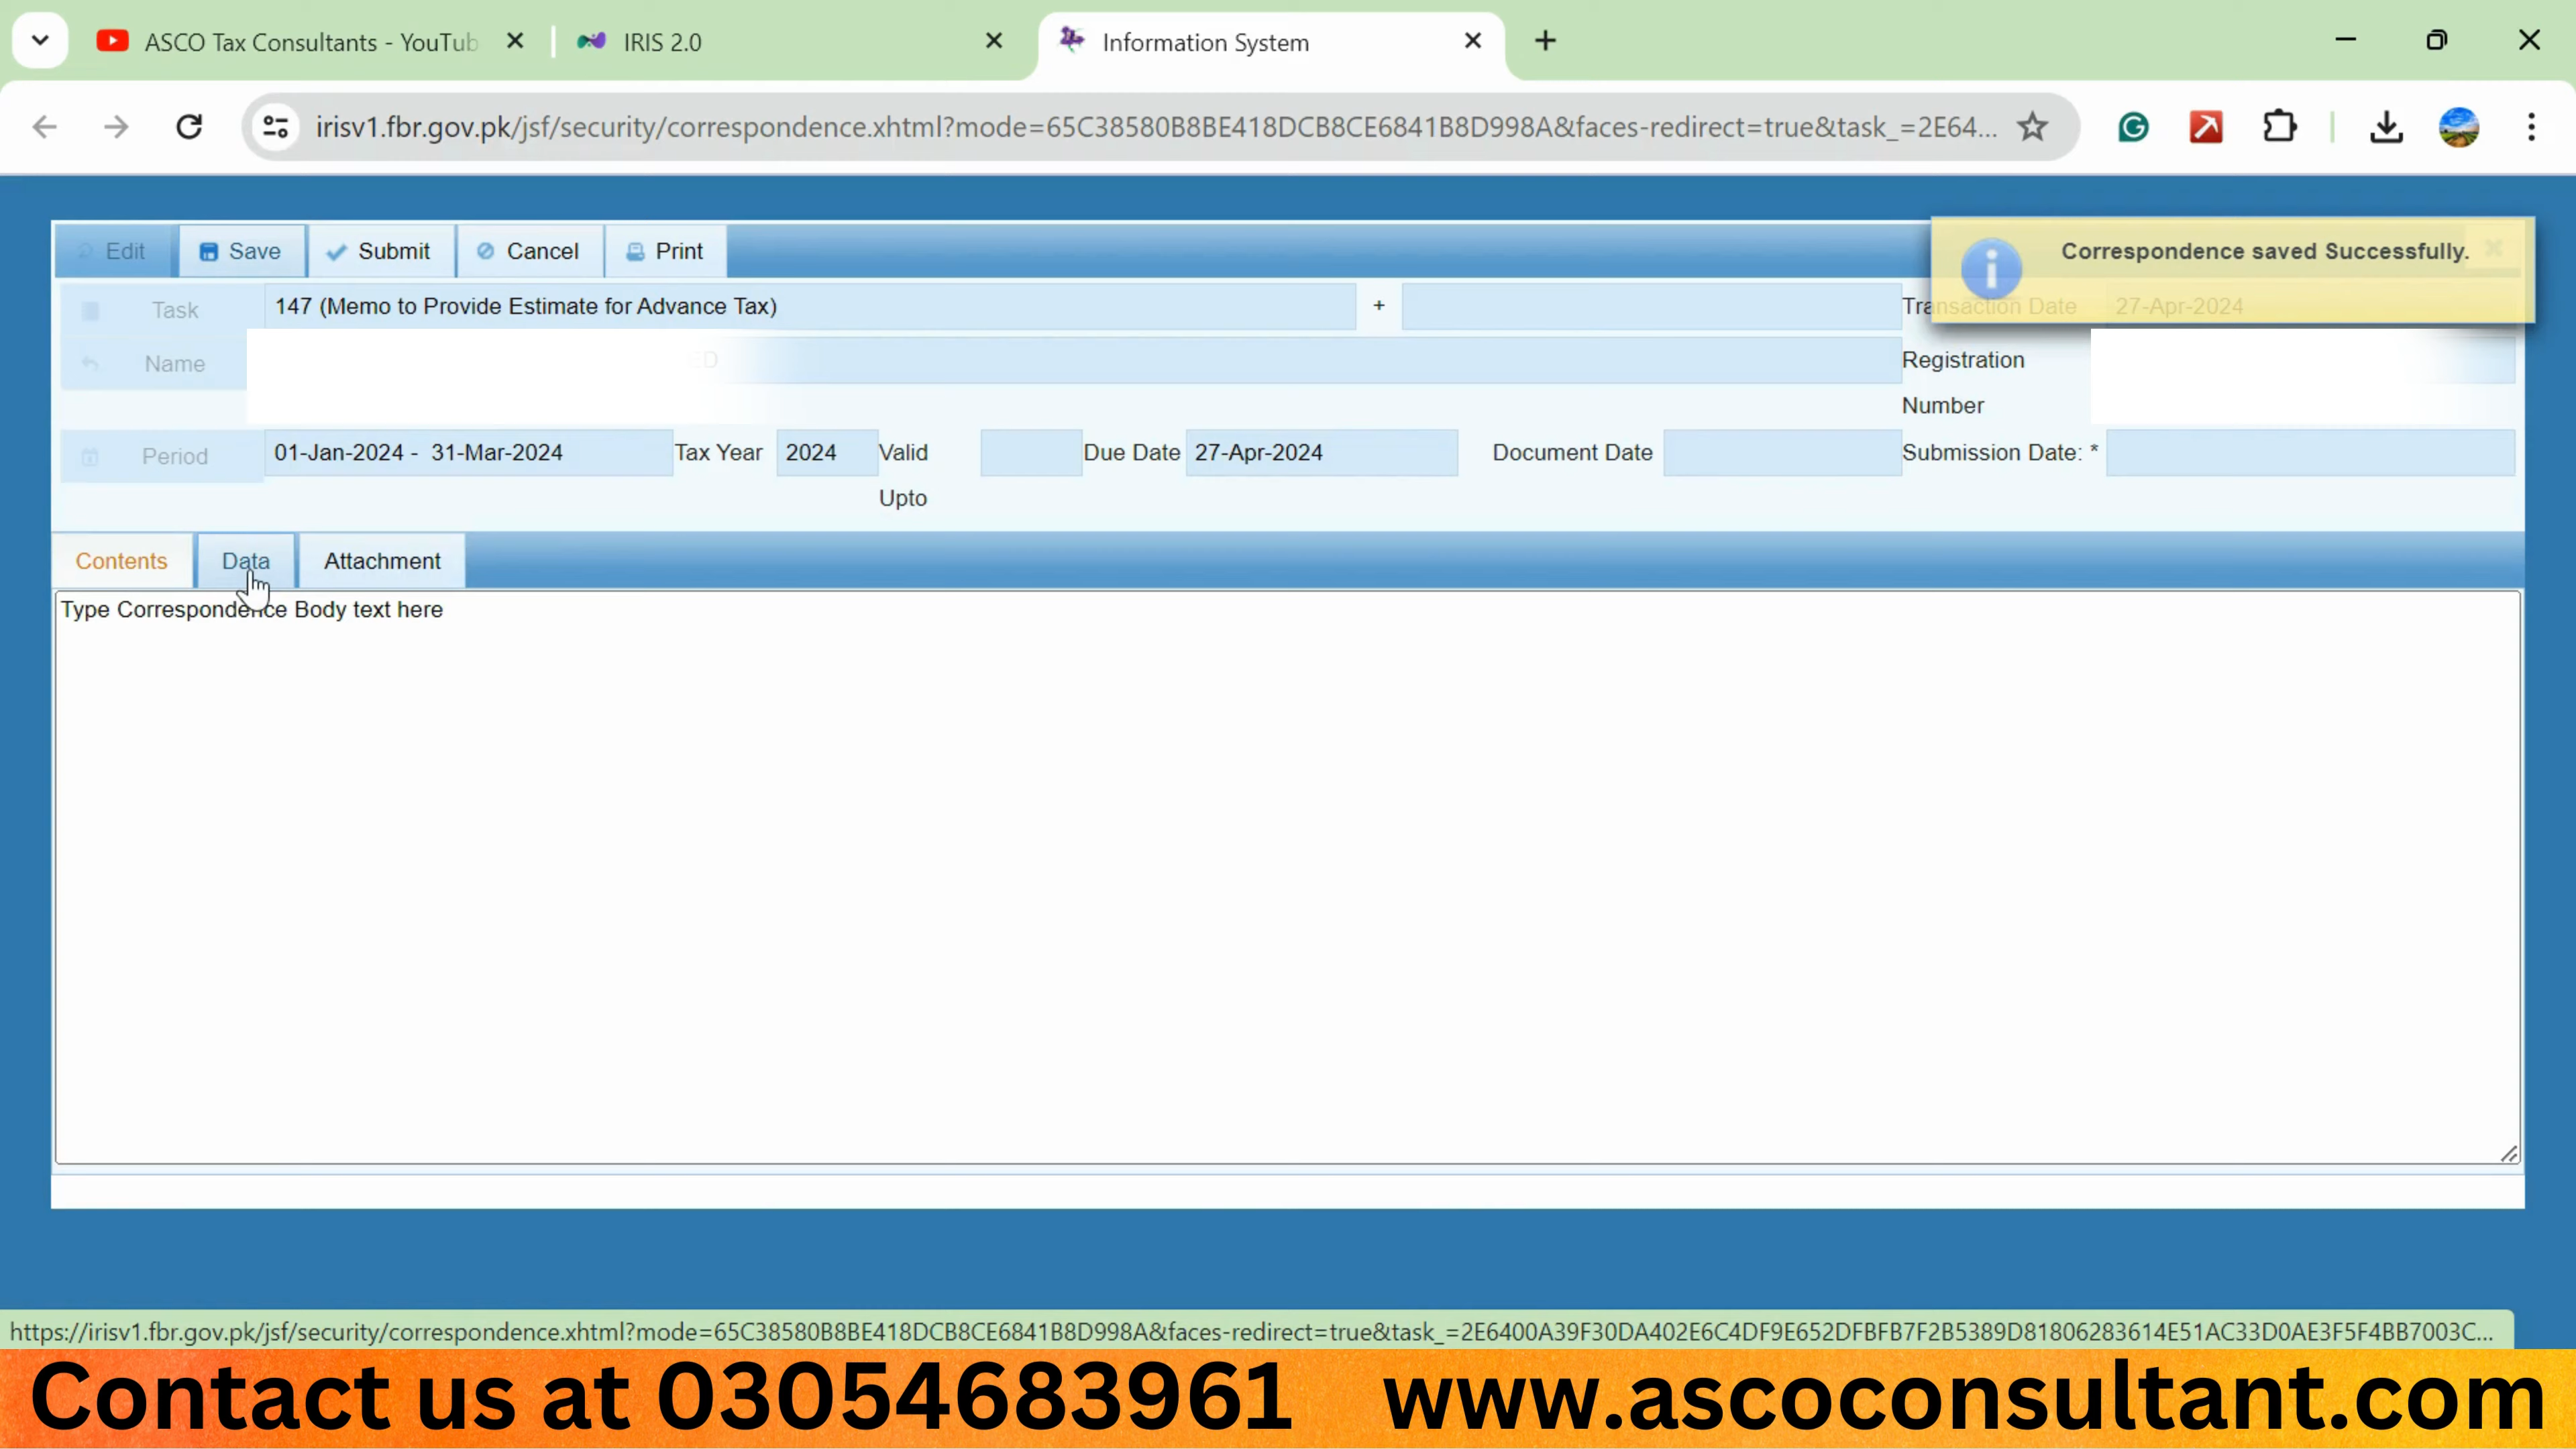 ASCO Tax Consultants - YouTub
IRIS 2.0
Information System
irisv1.fbr.gov.pk/jsf/security/correspondence.xhtml?mode=65C38580B8BE418DCB8CE6841B8D998A&faces-redirect=true&task_=2E64...
Edit Save Submit Cancel Print
Correspondence saved Successfully.
Task 147 (Memo to Provide Estimate for Advance Tax) + Transaction Date 27-Apr-2024
Name ED Registration
Number
Period 01-Jan-2024 - 31-Mar-2024 Tax Year 2024 Valid Due Date 27-Apr-2024 Document Date Submission Date: *
Upto
Contents Data Attachment
Type Correspondence Body text here
https://irisv1.fbr.gov.pk/jsf/security/correspondence.xhtml?mode=65C38580B8BE418DCB8CE6841B8D998A&faces-redirect=true&task_=2E6400A39F30DA402E6C4DF9E652DFBFB7F2B5389D81806283614E51AC33D0AE3F5F4BB7003C...
Contact us at 03054683961 www.ascoconsultant.com